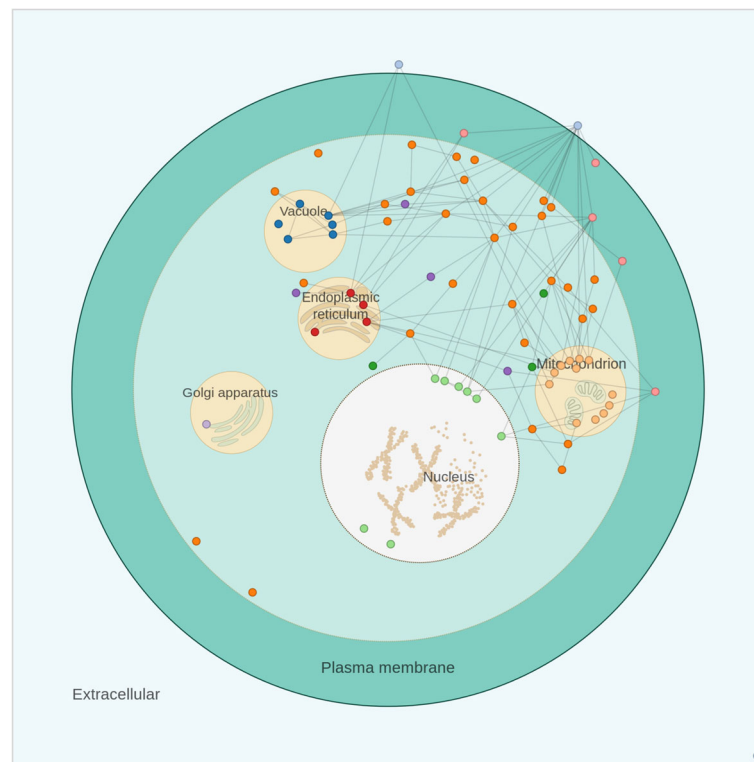 Vacuole
Endoplasmic
reticulum
Mitochondrion
Golgi apparatus
Nucleus
Plasma membrane
Extracellular